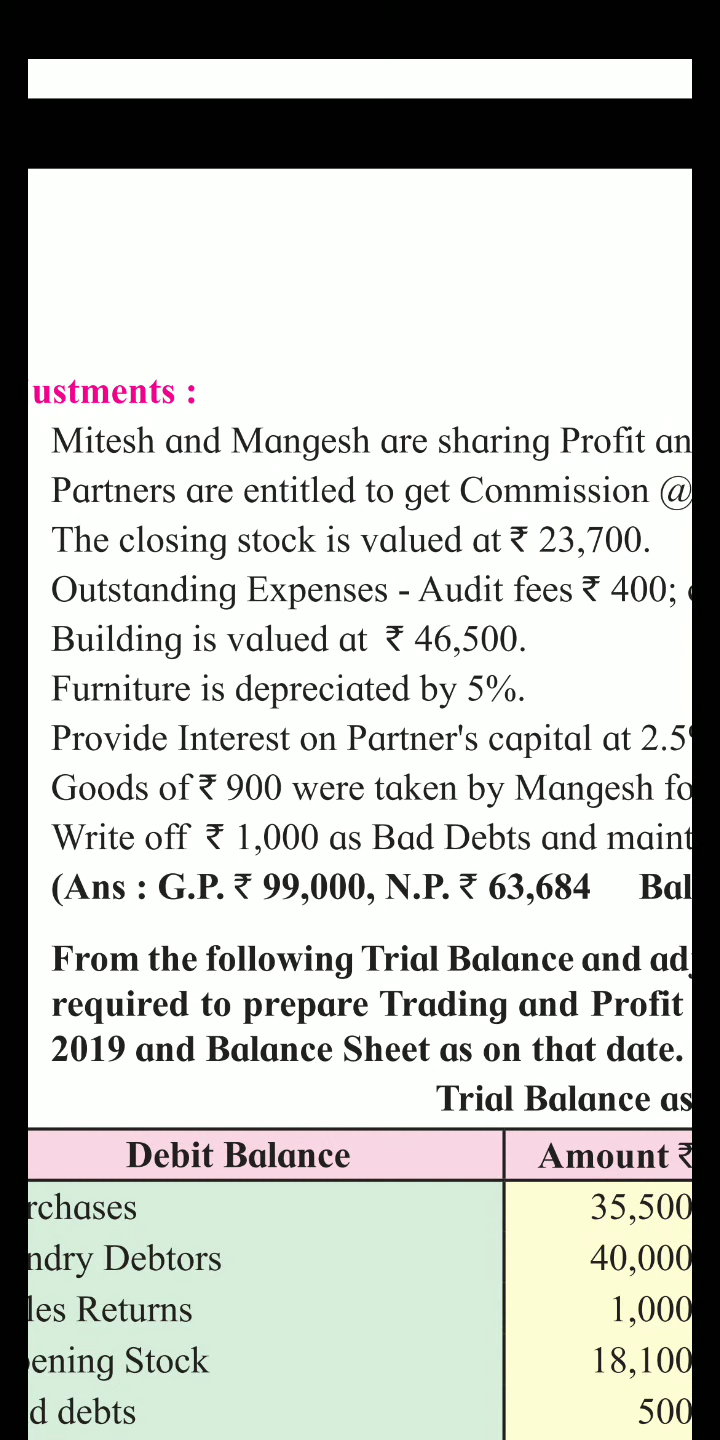 ustments :
Mitesh and Mangesh are sharing Profit an
Partners are entitled to get Commission @
The closing stock is valued at ₹ 23,700.
Outstanding Expenses - Audit fees ₹ 400;
Building is valued at ₹ 46,500.
Furniture is depreciated by 5%.
Provide Interest on Partner's capital at 2.5%
Goods of ₹ 900 were taken by Mangesh fo
Write off ₹ 1,000 as Bad Debts and maint
(Ans : G.P. ₹ 99,000, N.P. ₹ 63,684 Bal
From the following Trial Balance and adj
required to prepare Trading and Profit
2019 and Balance Sheet as on that date.
Trial Balance as
Debit Balance Amount ₹
rchases 35,500
ndry Debtors 40,000
les Returns 1,000
pening Stock 18,100
d debts 500